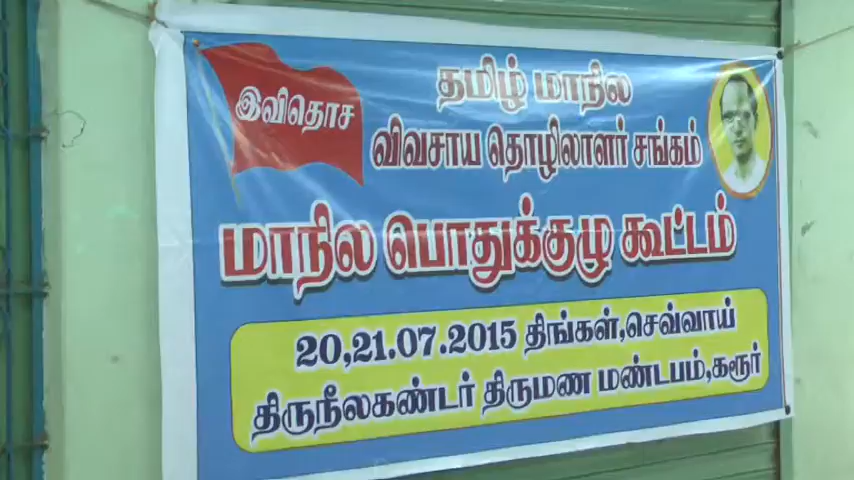 இவிதொச
தமிழ் மாநில
விவசாய தொழிலாளர் சங்கம்
மாநில பொதுக்குழு கூட்டம்
20,21.07.2015 திங்கள்,செவ்வாய்
திருநீலகண்டர் திருமண மண்டபம்,கரூர்